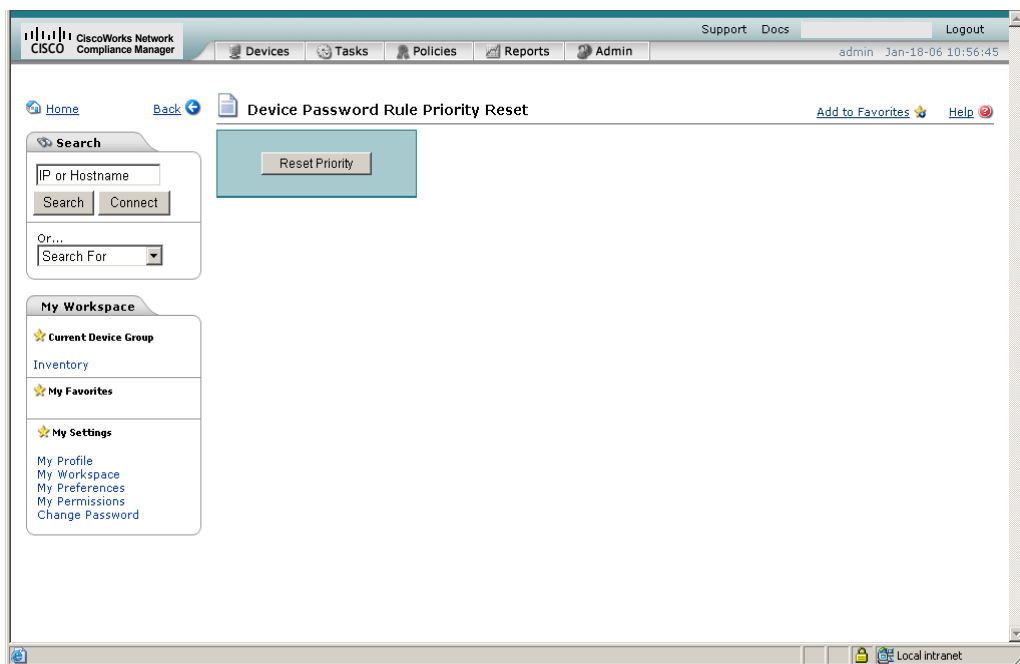 Support Docs Logout
CISCO CiscoWorks Network
Compliance Manager
Devices Tasks Policies Reports Admin
admin Jan-18-06 10:56:45
Home Back
Device Password Rule Priority Reset
Add to Favorites Help
Search
IP or Hostname
Search Connect
Or...
Search For
Reset Priority
My Workspace
Current Device Group
Inventory
My Favorites
My Settings
My Profile
My Workspace
My Preferences
My Permissions
Change Password
Local intranet